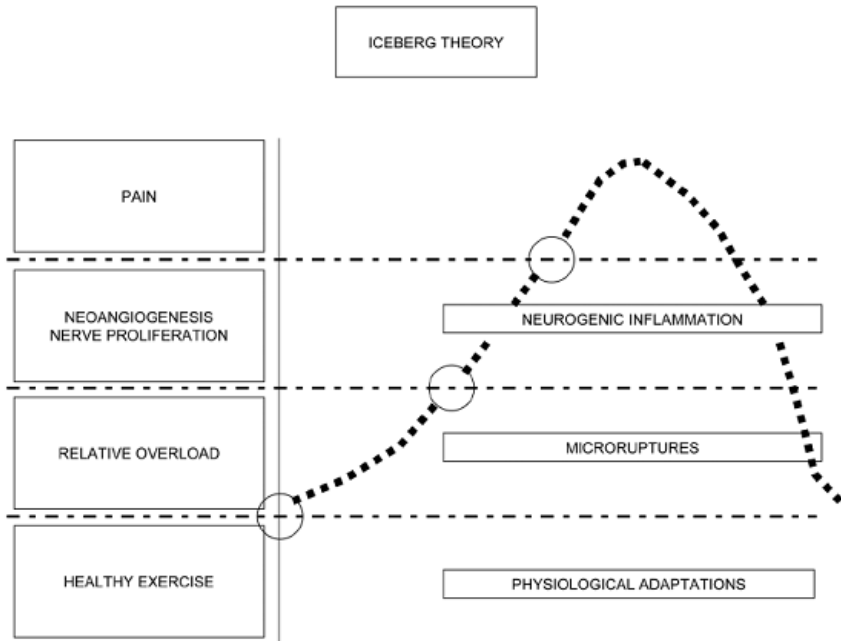 ICEBERG THEORY
PAIN
NEOANGIOGENESIS
NERVE PROLIFERATION
NEUROGENIC INFLAMMATION
RELATIVE OVERLOAD
MICRORUPTURES
HEALTHY EXERCISE
PHYSIOLOGICAL ADAPTATIONS